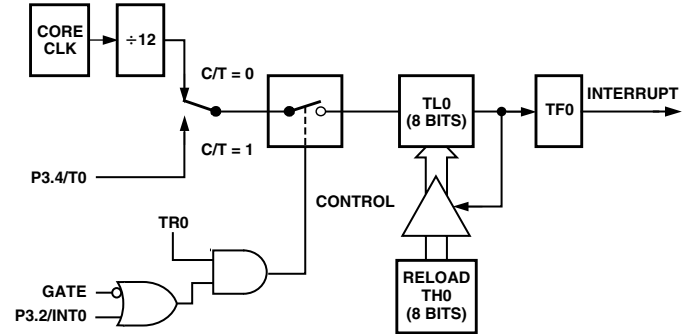 CORE
CLK
÷12
C/T = 0
C/T = 1
P3.4/T0
TL0
(8 BITS)
TF0
INTERRUPT
CONTROL
TR0
GATE
P3.2/INT0
RELOAD
TH0
(8 BITS)